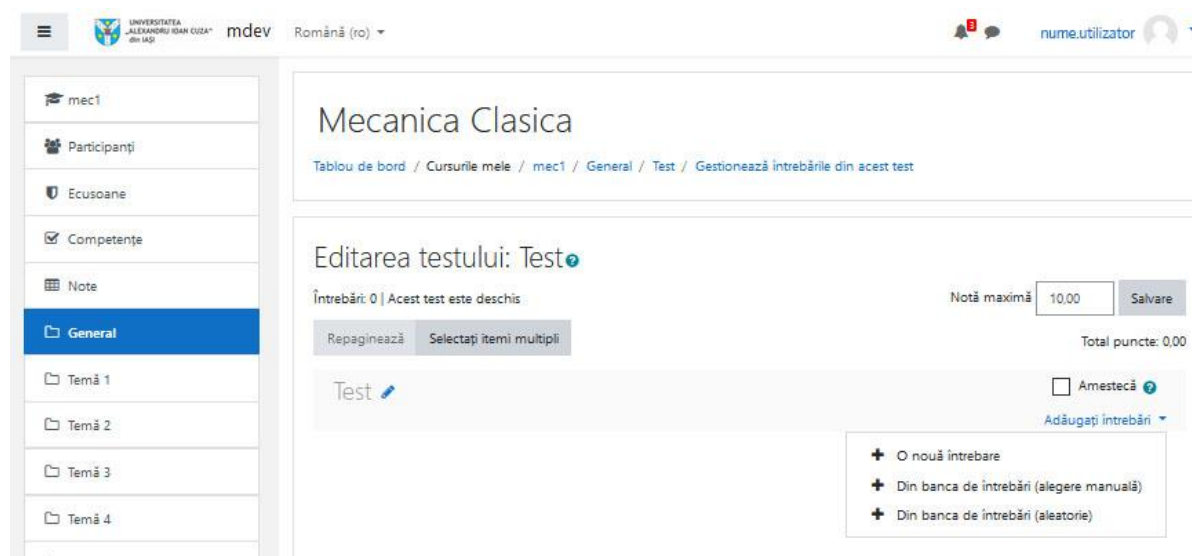 UNIVERSITATEA
„ALEXANDRU IOAN CUZA”
din IAȘI
mdev
Română (ro)
3
nume.utilizator
mec1
Participanți
Ecusoane
Competențe
Note
General
Temă 1
Temă 2
Temă 3
Temă 4
Mecanica Clasica
Tablou de bord / Cursurile mele / mec1 / General / Test / Gestionează întrebările din acest test
Editarea testului: Test
Întrebări: 0 | Acest test este deschis
Notă maximă 10,00 Salvare
Repaginează Selectați itemi multipli
Total puncte: 0,00
Test
Amestecă
Adăugați întrebări
O nouă întrebare
Din banca de întrebări (alegere manuală)
Din banca de întrebări (aleatorie)